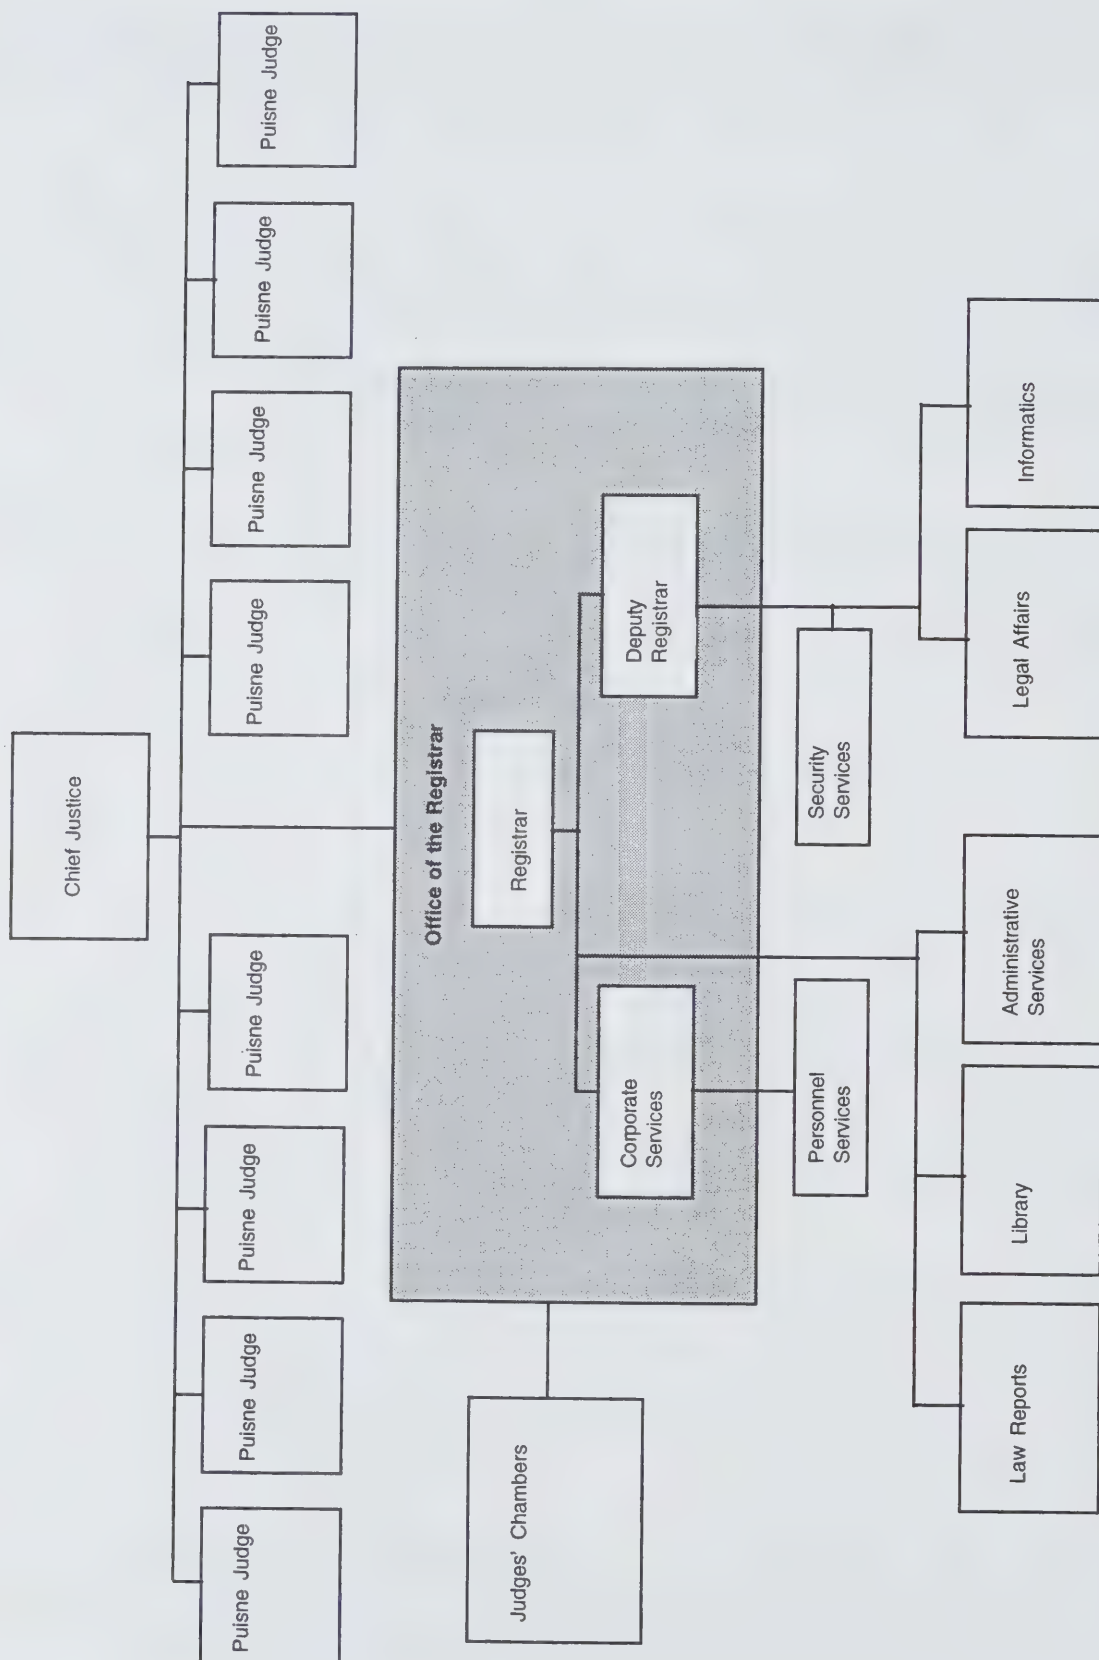 Chief Justice
Puisne Judge
Puisne Judge
Puisne Judge
Puisne Judge
Puisne Judge
Puisne Judge
Puisne Judge
Puisne Judge
Office of the Registrar
Registrar
Judges' Chambers
Corporate
Services
Deputy
Registrar
Personnel
Services
Security
Services
Law Reports
Library
Administrative
Services
Legal Affairs
Informatics